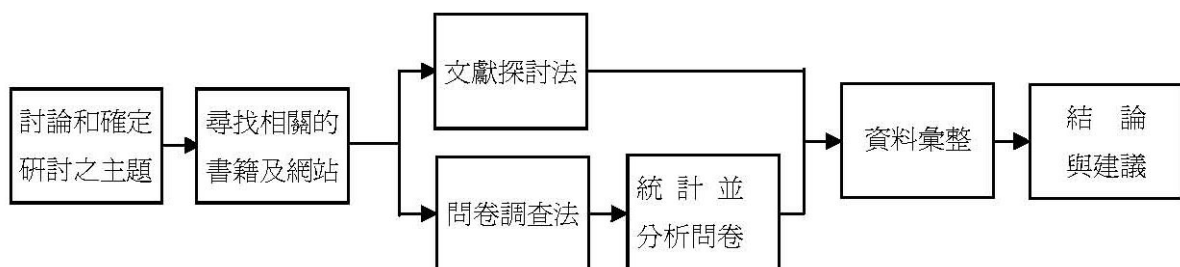 討論和確定
研討之主題
尋找相關的
書籍及網站
文獻探討法
問卷調查法
統計並
分析問卷
資料彙整
結論
與建議